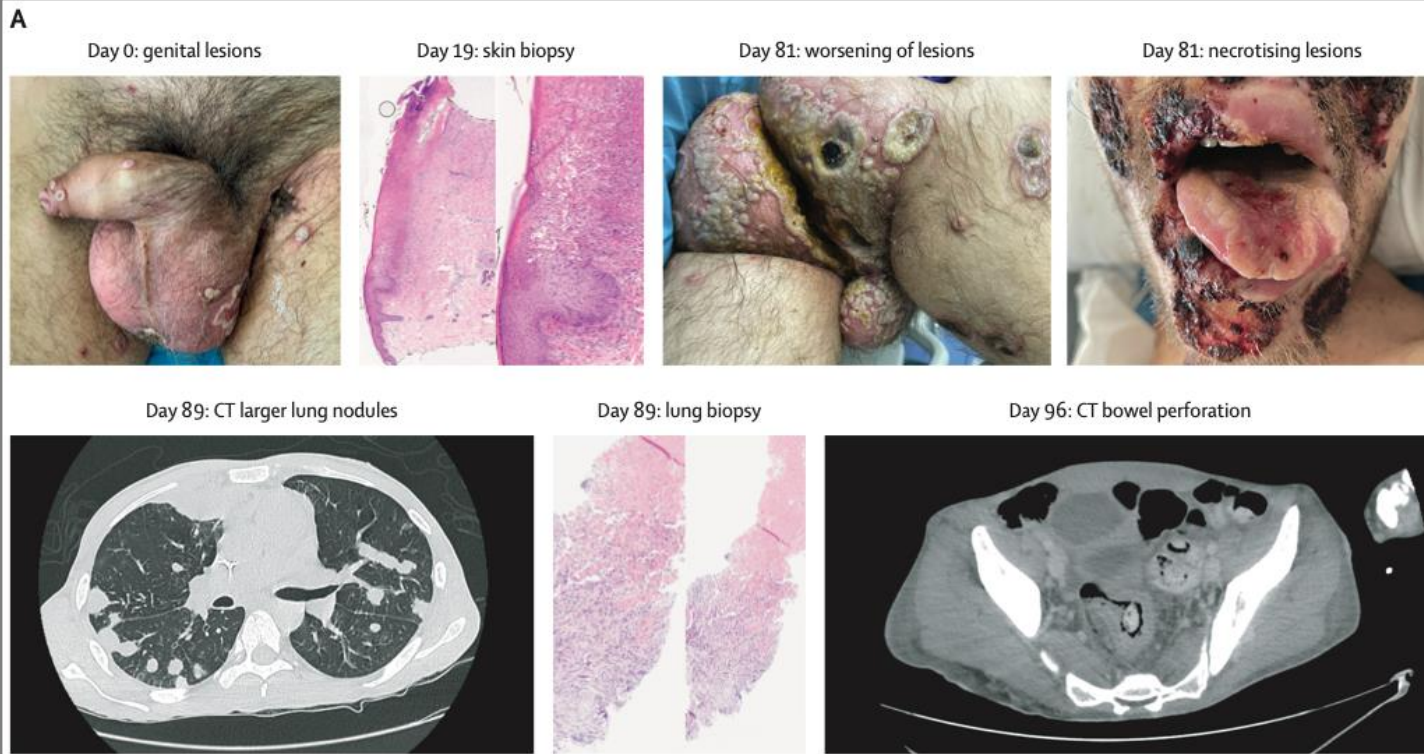 A
Day 0: genital lesions
Day 19: skin biopsy
Day 81: worsening of lesions
Day 81: necrotising lesions
Day 89: CT larger lung nodules
Day 89: lung biopsy
Day 96: CT bowel perforation